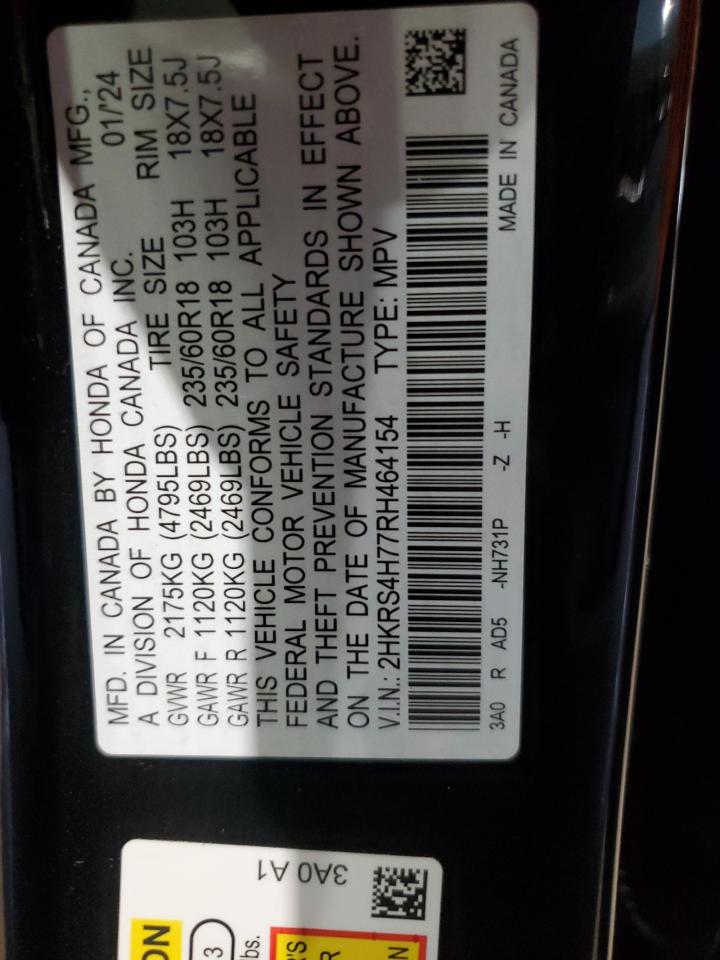 MFD. IN CANADA BY HONDA OF CANADA MFG.,
A DIVISION OF HONDA CANADA INC. 01/'24
GVWR 2175KG (4795LBS) TIRE SIZE RIM SIZE
GAWR F 1120KG (2469LBS) 235/60R18 103H 18X7.5J
GAWR R 1120KG (2469LBS) 235/60R18 103H 18X7.5J
THIS VEHICLE CONFORMS TO ALL APPLICABLE
FEDERAL MOTOR VEHICLE SAFETY
AND THEFT PREVENTION STANDARDS IN EFFECT
ON THE DATE OF MANUFACTURE SHOWN ABOVE.
V.I.N.: 2HKRS4H77RH464154 TYPE: MPV
3A0 R AD5 -NH731P -Z -H MADE IN CANADA
3A0 A1
ON
3
lbs.
R'S
R
N